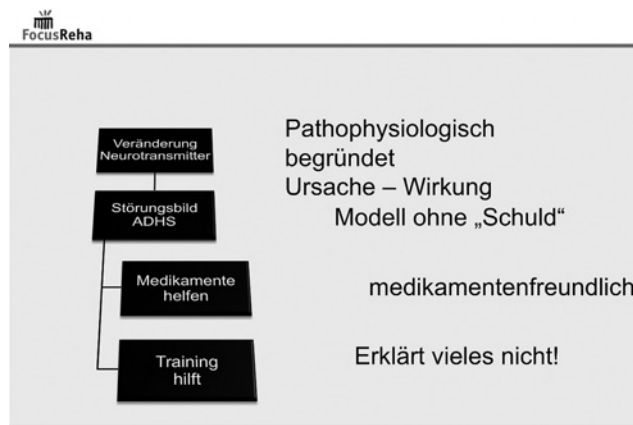 FocusReha
Veränderung
Neurotransmitter
Störungsbild
ADHS
Medikamente
helfen
Training
hilft
Pathophysiologisch
begründet
Ursache – Wirkung
Modell ohne „Schuld“
medikamentenfreundlich
Erklärt vieles nicht!